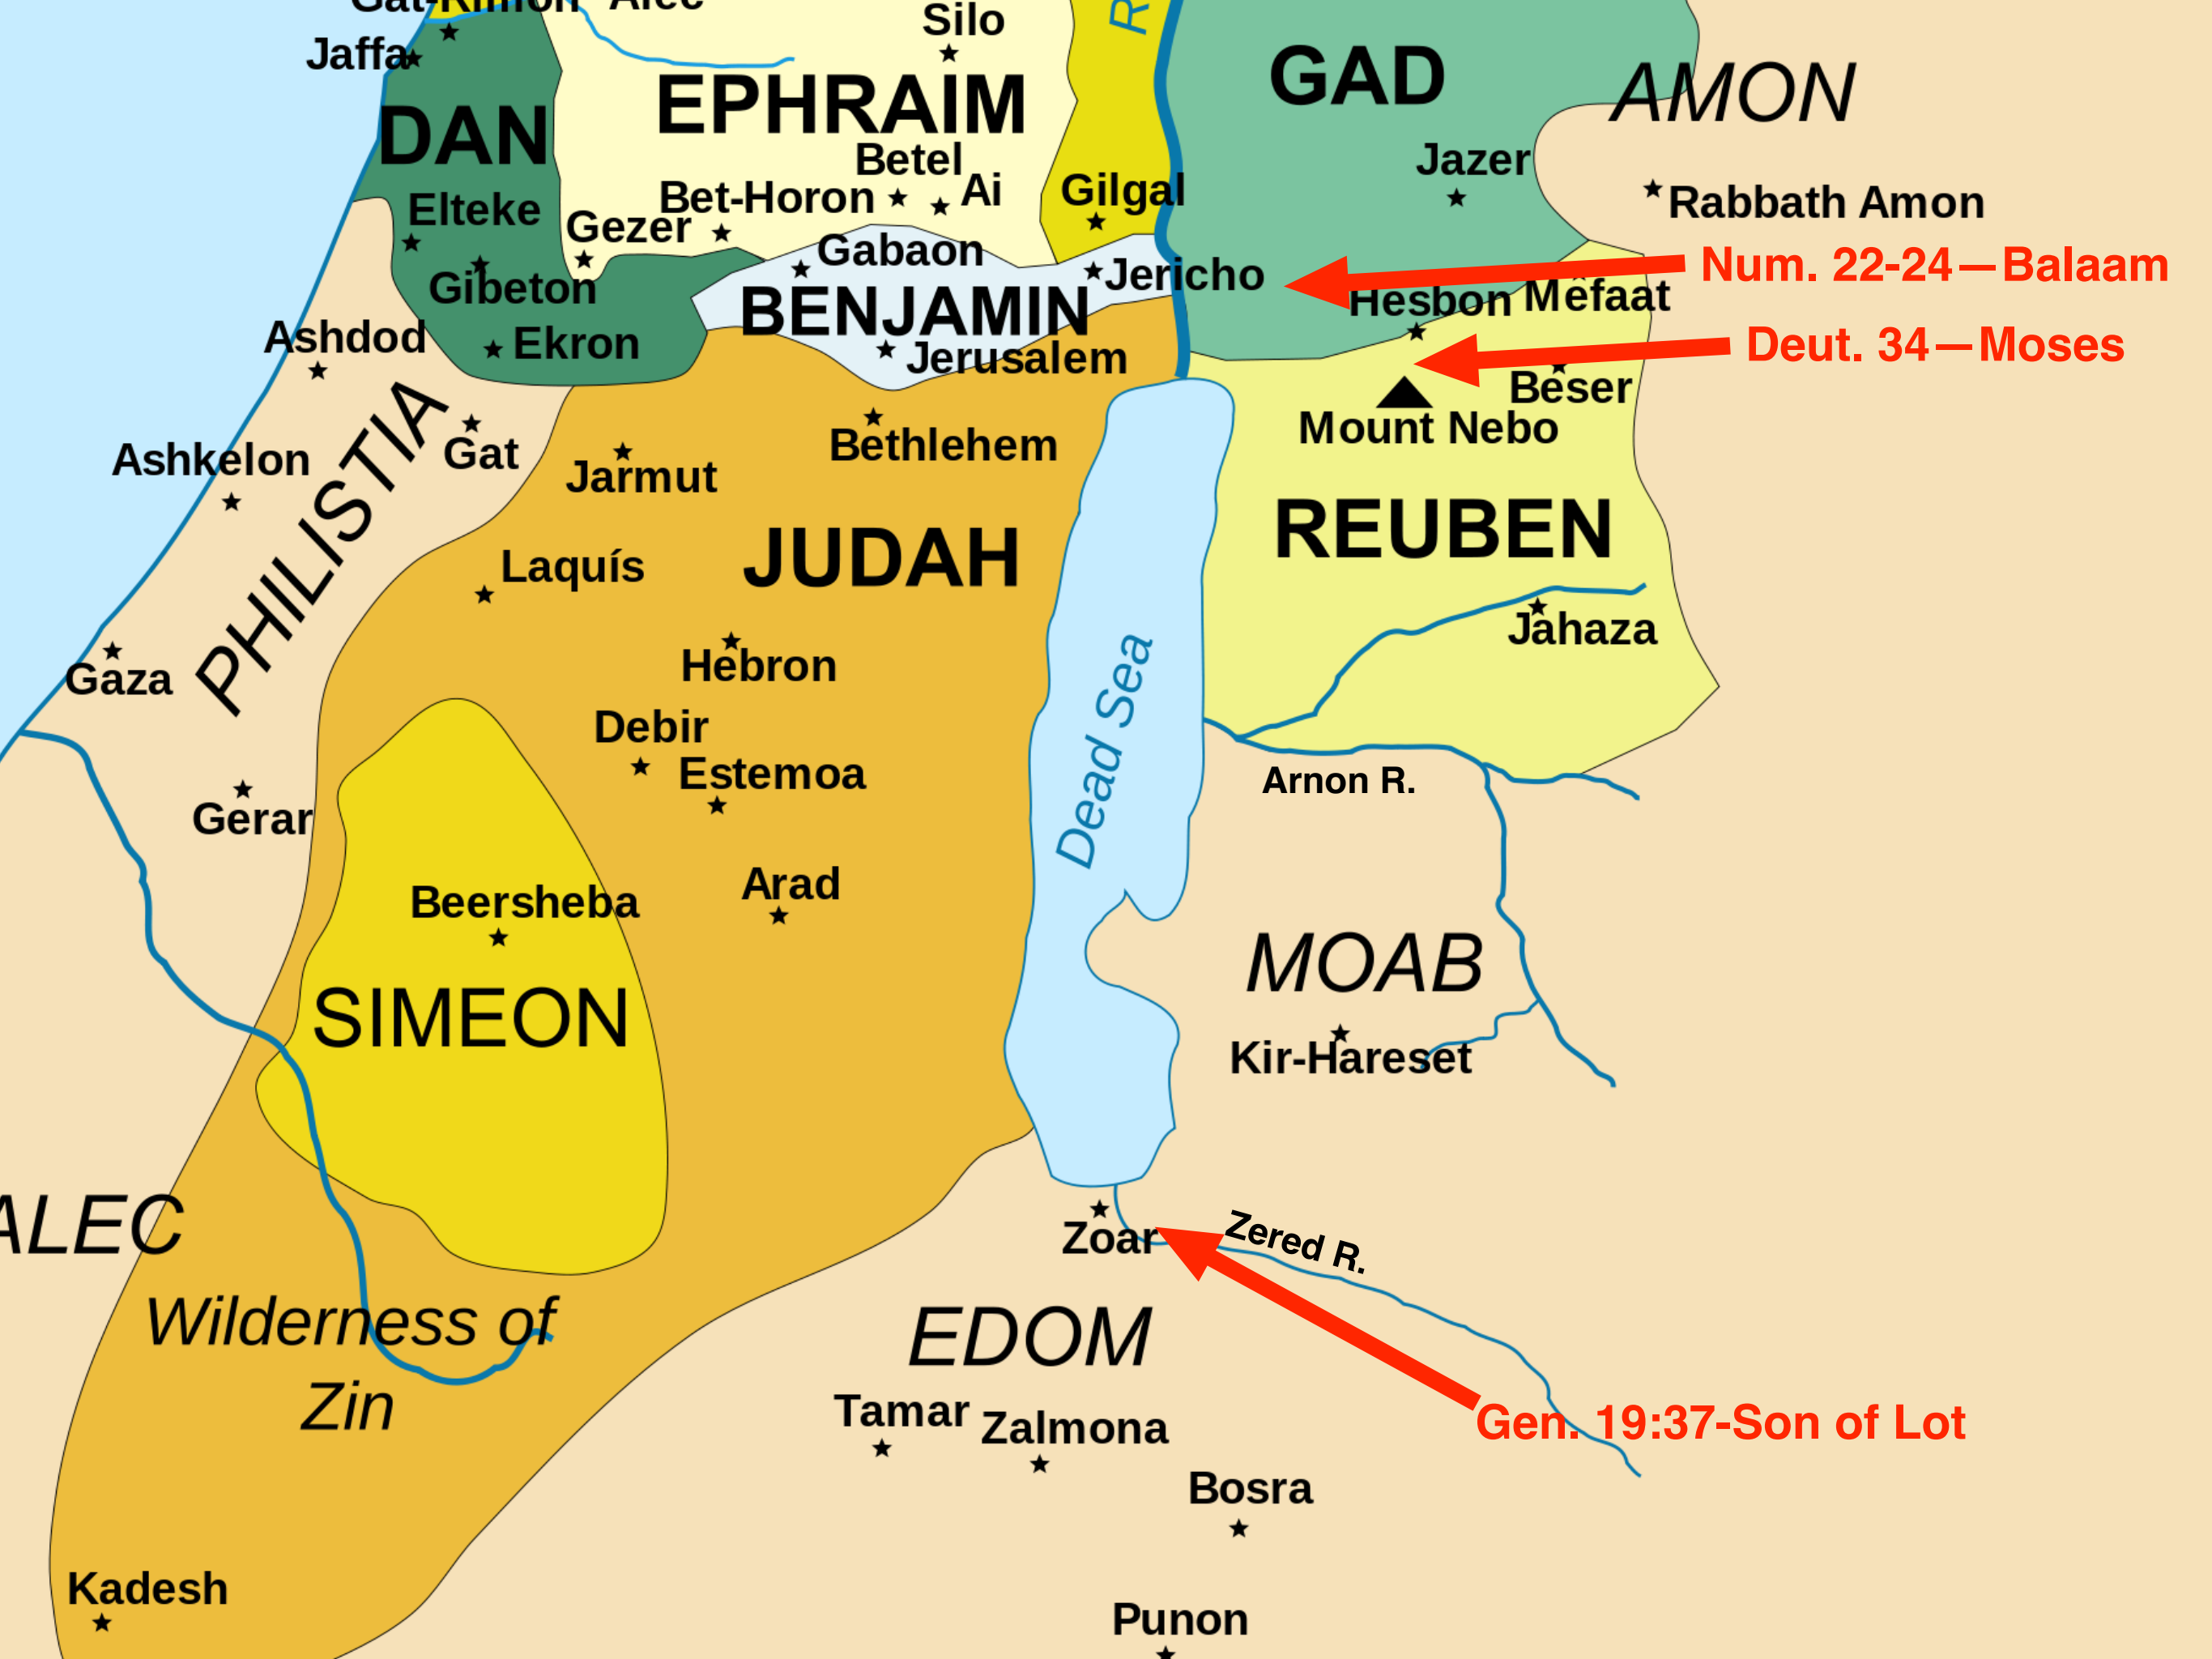 Gat-Rimon
Silo
R
Jaffa
GAD
AMON
EPHRAIM
DAN
Betel
Jazer
Bet-Horon
Ai
Gilgal
Rabbath Amon
Elteke
Gezer
Gabaon
Jericho
Num. 22-24—Balaam
Gibeton
BENJAMIN
Hesbon
Mefaat
Ashdod
Ekron
Jerusalem
Deut. 34—Moses
Beser
PHILISTIA
Mount Nebo
Gat
Bethlehem
Ashkelon
Jarmut
REUBEN
JUDAH
Laquís
Jahaza
Hebron
Gaza
Dead Sea
Debir
Estemoa
Arnon R.
Gerar
Arad
Beersheba
MOAB
SIMEON
Kir-Hareset
ALEC
Zoar
Zered R.
Wilderness of
Zin
EDOM
Tamar
Zalmona
Gen. 19:37-Son of Lot
Bosra
Kadesh
Punon